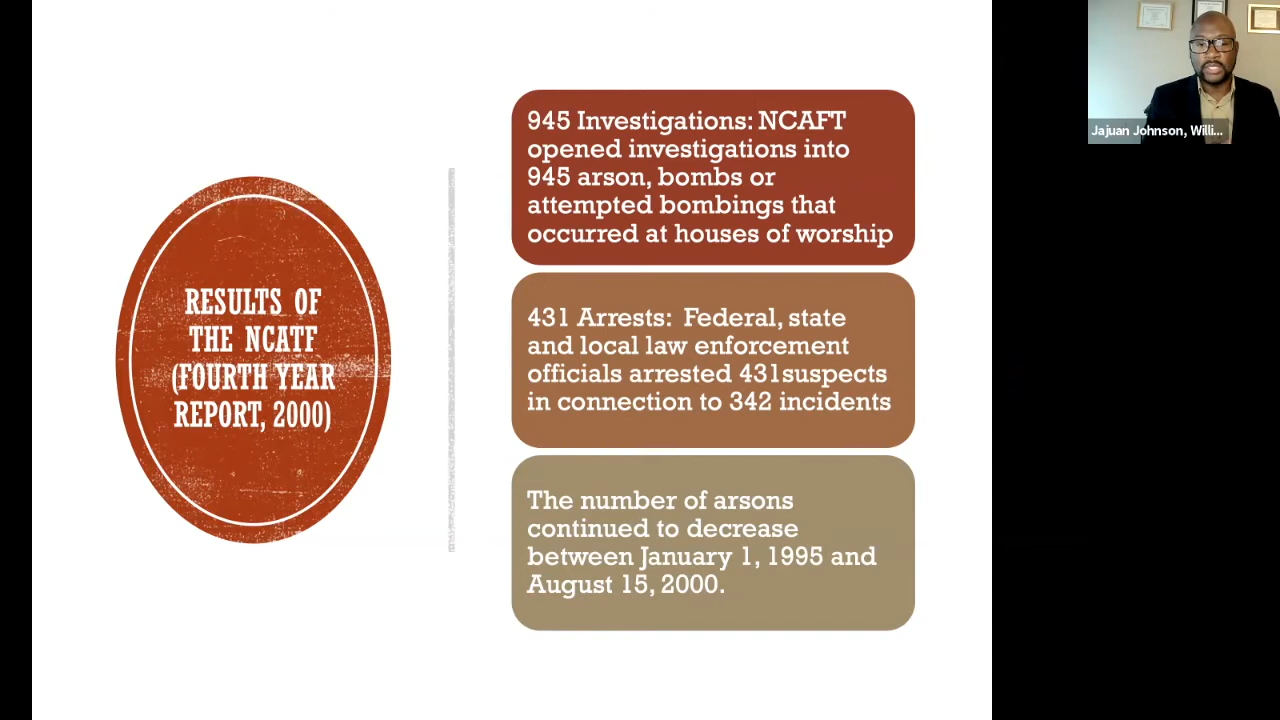 RESULTS OF
THE NCATF
(FOURTH YEAR
REPORT, 2000)
945 Investigations: NCAFT
opened investigations into
945 arson, bombs or
attempted bombings that
occurred at houses of worship
431 Arrests:  Federal, state
and local law enforcement
officials arrested 431suspects
in connection to 342 incidents
The number of arsons
continued to decrease
between January 1, 1995 and
August 15, 2000.
Jajuan Johnson, Willi...